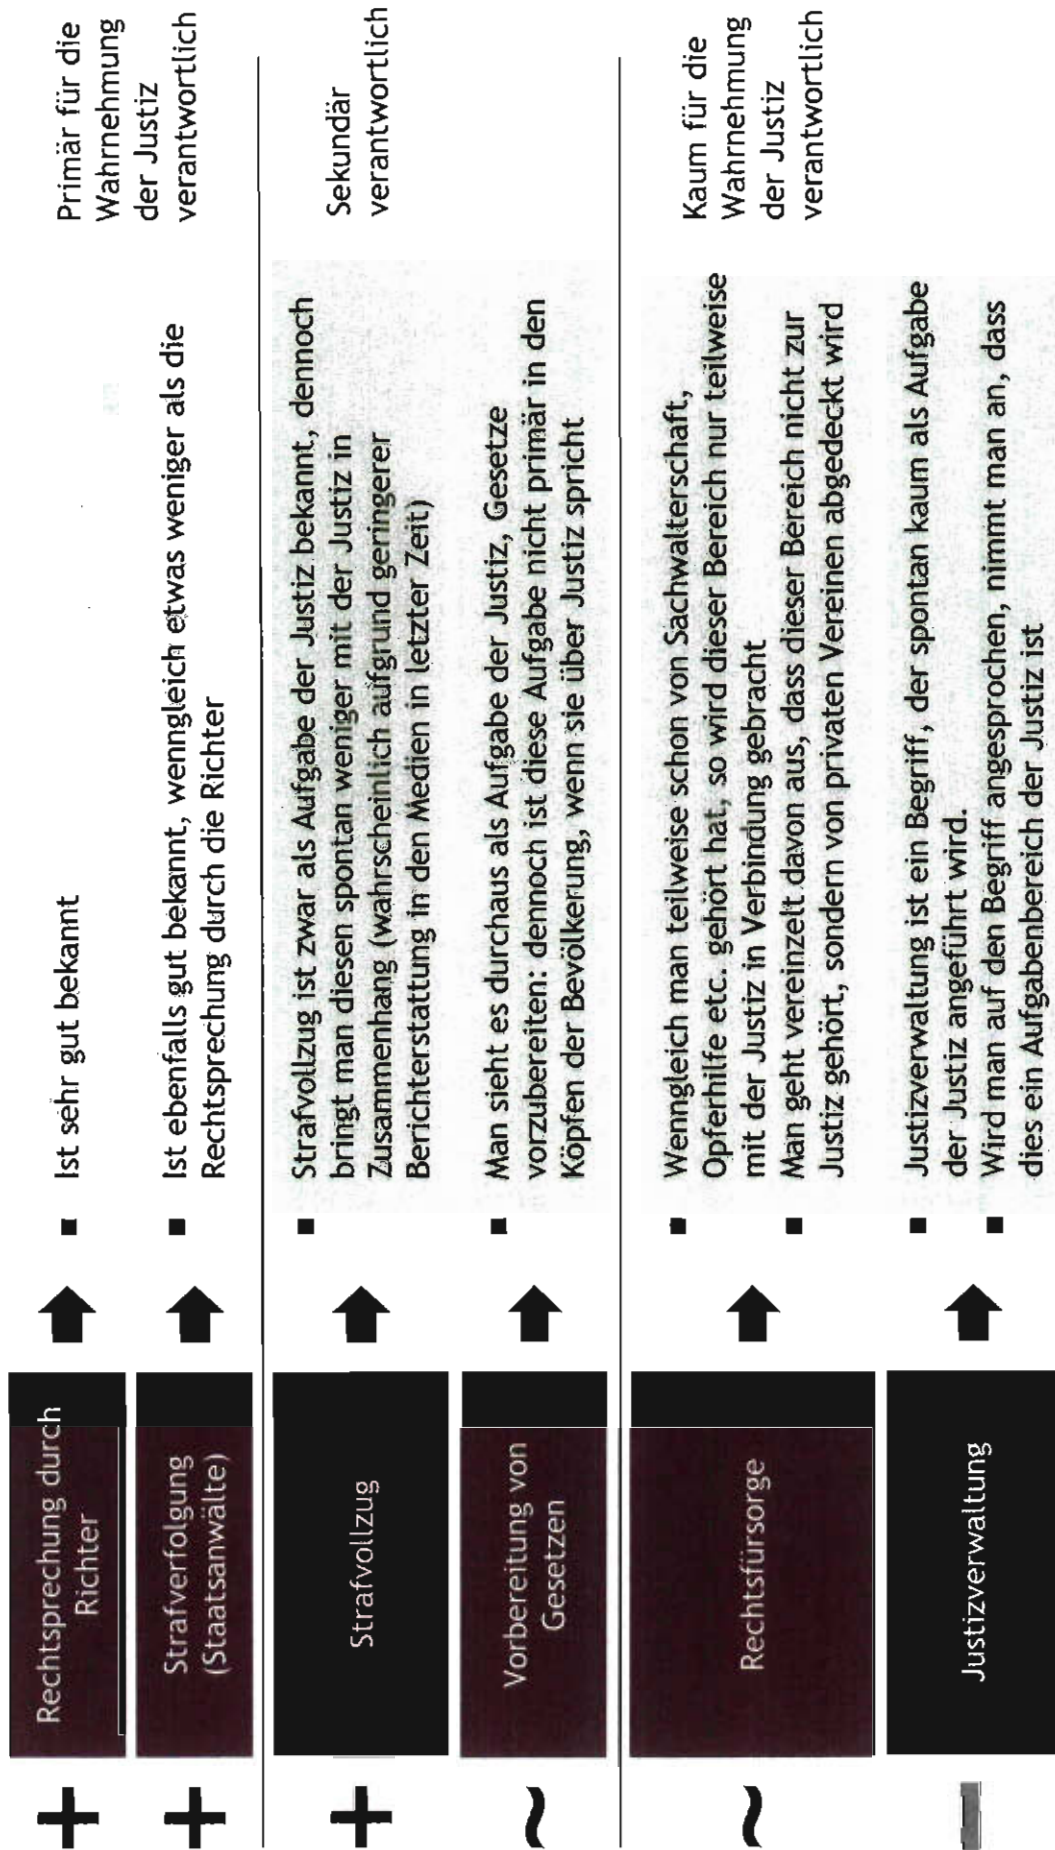 +
Rechtsprechung durch
Richter
Ist sehr gut bekannt
Primär für die
Wahrnehmung
der Justiz
verantwortlich
+
Strafverfolgung
(Staatsanwälte)
Ist ebenfalls gut bekannt, wenngleich etwas weniger als die
Rechtsprechung durch die Richter
+
Strafvollzug
Strafvollzug ist zwar als Aufgabe der Justiz bekannt, dennoch
bringt man diesen spontan weniger mit der Justiz in
Zusammenhang (wahrscheinlich aufgrund geringerer
Berichterstattung in den Medien in letzter Zeit)
Sekundär
verantwortlich
~
Vorbereitung von
Gesetzen
Man sieht es durchaus als Aufgabe der Justiz, Gesetze
vorzubereiten: dennoch ist diese Aufgabe nicht primär in den
Köpfen der Bevölkerung, wenn sie über Justiz spricht
~
Rechtsfürsorge
Wenngleich man teilweise schon von Sachwalterschaft,
Opferhilfe etc. gehört hat, so wird dieser Bereich nur teilweise
mit der Justiz in Verbindung gebracht
Man geht vereinzelt davon aus, dass dieser Bereich nicht zur
Justiz gehört, sondern von privaten Vereinen abgedeckt wird
Kaum für die
Wahrnehmung
der Justiz
verantwortlich
-
Justizverwaltung
Justizverwaltung ist ein Begriff, der spontan kaum als Aufgabe
der Justiz angeführt wird.
Wird man auf den Begriff angesprochen, nimmt man an, dass
dies ein Aufgabenbereich der Justiz ist